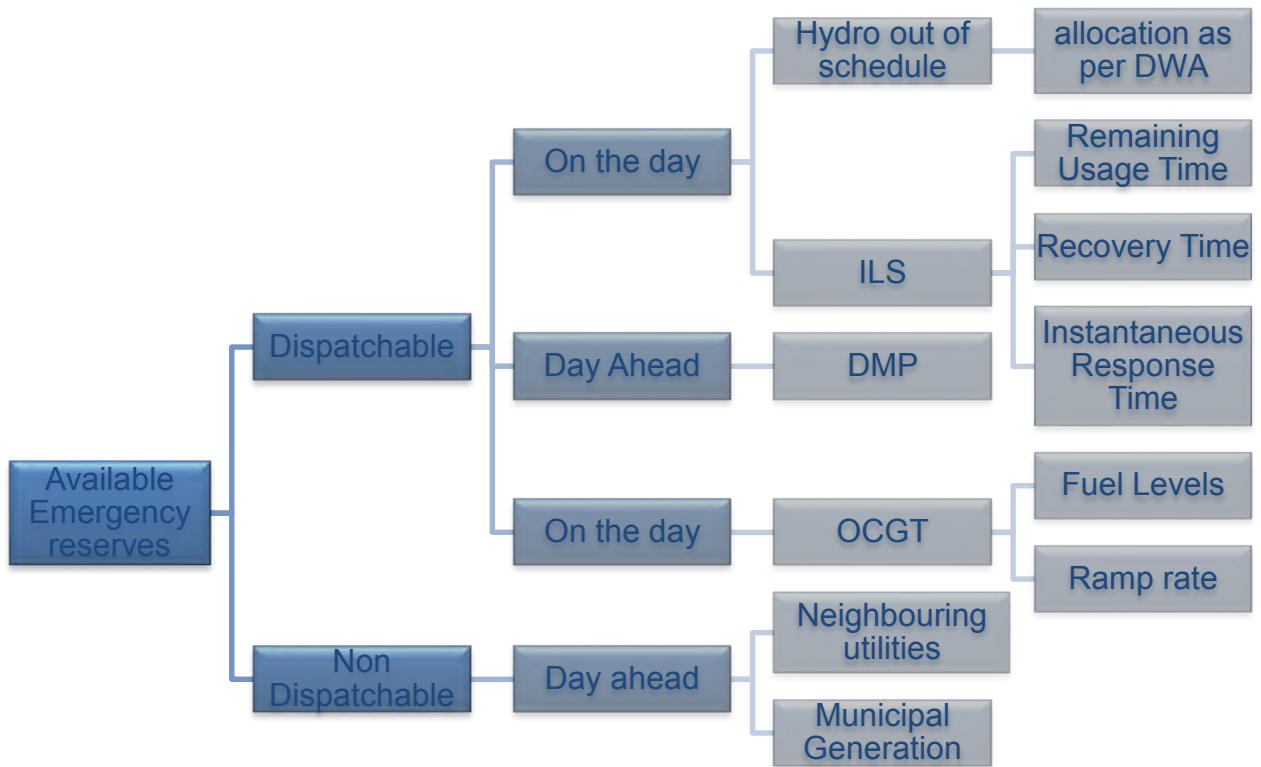 Available
Emergency
reserves
Dispatchable
On the day
Hydro out of
schedule
allocation as
per DWA
ILS
Remaining
Usage Time
Recovery Time
Instantaneous
Response
Time
Day Ahead
DMP
On the day
OCGT
Fuel Levels
Ramp rate
Non
Dispatchable
Day ahead
Neighbouring
utilities
Municipal
Generation